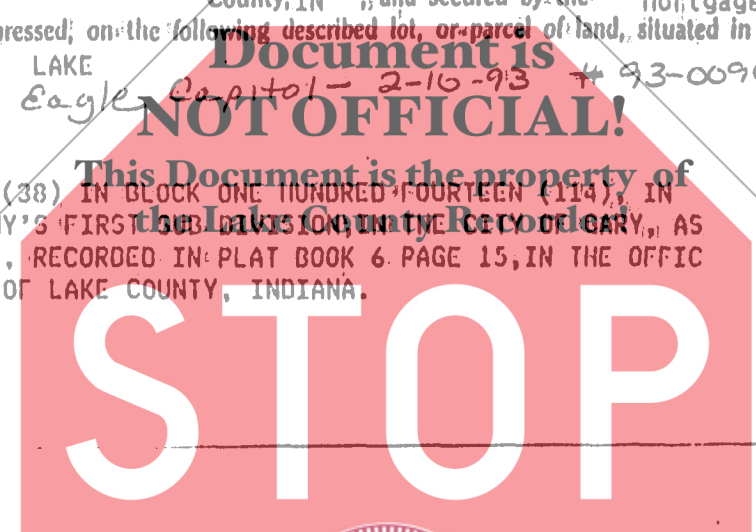 County, IN , and secured by the mortgage
pressed, on the following described lot, or parcel of land, situated in
Document is
LAKE
Eagle Capitol - 2-10-93 # 93-009
NOT OFFICIAL!
This Document is the property of
(38) IN BLOCK ONE HUNDRED FOURTEEN (114), IN
the Lake County Recorder!
Y'S FIRST SUB DIVISION, IN THE CITY OF GARY, AS
, RECORDED IN PLAT BOOK 6 PAGE 15, IN THE OFFIC
OF LAKE COUNTY, INDIANA.
STOP